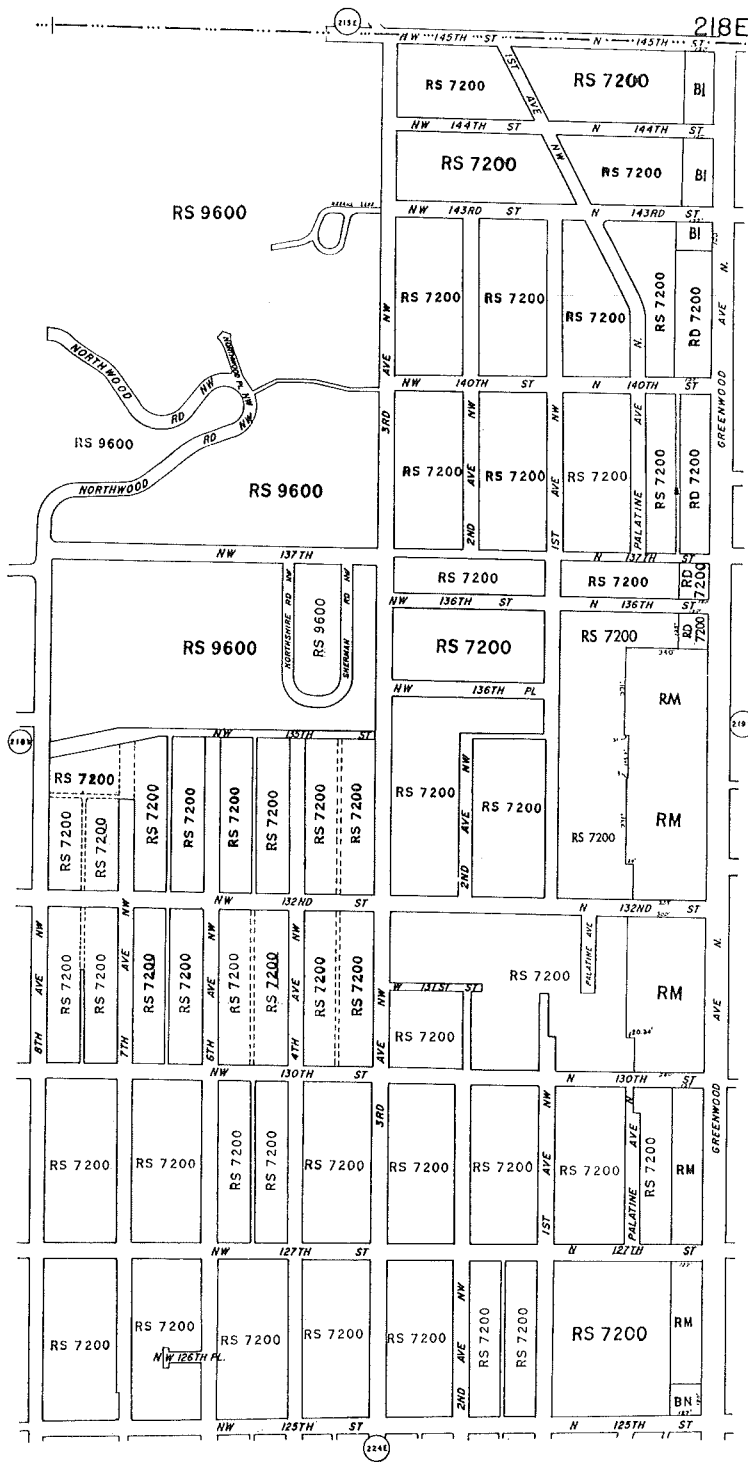 218E
215E
NW 145TH ST
N 145TH ST
RS 7200
1ST AVE NW
RS 7200
BI
NW 144TH ST
N 144TH ST
RS 7200
RS 7200
BI
RS 9600
NW 143RD ST
N 143RD ST
BI
RS 7200
RS 7200
RS 7200
RS 7200
RD 7200
GREENWOOD AVE N.
3RD AVE NW
NORTHWOOD RD NW
NORTHWOOD PL NW
NW 140TH ST
N 140TH ST
RS 9600
NORTHWOOD RD NW
RS 9600
RS 7200
2ND AVE NW
RS 7200
1ST AVE NW
RS 7200
PALATINE AVE N.
RS 7200
RD 7200
NW 137TH
N 137TH ST
RS 7200
RS 7200
RD 7200
NW 136TH ST
N 136TH ST
RS 9600
NORTHSHIRE RD NW
RS 9600
SHERMAN RD NW
RS 7200
RS 7200
RD 7200
340'
NW 136TH PL
RM
218W
219
NW 135TH ST
RS 7200
RS 7200
RS 7200
RS 7200
RS 7200
RS 7200
RS 7200
RS 7200
RS 7200
RS 7200
2ND AVE NW
RS 7200
RS 7200
RM
NW 132ND ST
N 132ND ST
8TH AVE NW
RS 7200
RS 7200
7TH AVE NW
RS 7200
RS 7200
6TH AVE NW
RS 7200
RS 7200
4TH AVE NW
RS 7200
RS 7200
3RD AVE NW
PALATINE AVE
RS 7200
RM
W 131ST ST
RS 7200
20.34'
GREENWOOD AVE N.
NW 130TH ST
N 130TH ST
RS 7200
RS 7200
RS 7200
RS 7200
RS 7200
RS 7200
RS 7200
1ST AVE NW
RS 7200
PALATINE AVE N
RS 7200
RM
NW 127TH ST
N 127TH ST
RS 7200
RS 7200
NW 126TH PL.
RS 7200
RS 7200
RS 7200
2ND AVE NW
RS 7200
RS 7200
RS 7200
RM
BN
NW 125TH ST
N 125TH ST
224E